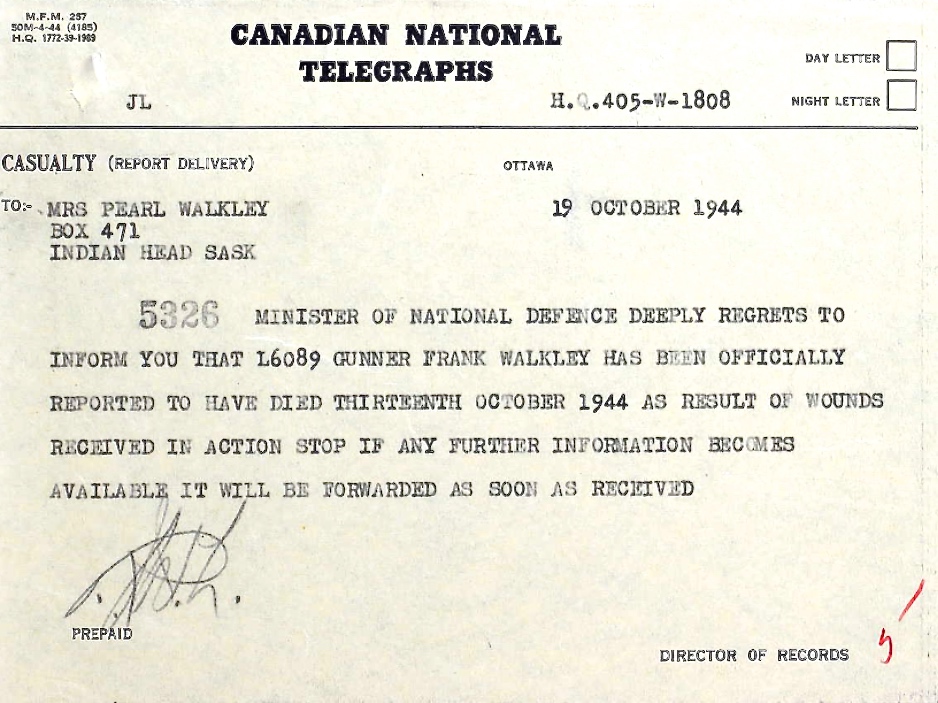 M.F.M. 257
50M-4-44 (4185)
H.Q. 1772-39-1989
CANADIAN NATIONAL
TELEGRAPHS
DAY LETTER
JL
H.Q.405-W-1808
NIGHT LETTER
CASUALTY (REPORT DELIVERY)
OTTAWA
TO:- MRS PEARL WALKLEY
19 OCTOBER 1944
BOX 471
INDIAN HEAD SASK
5326 MINISTER OF NATIONAL DEFENCE DEEPLY REGRETS TO
INFORM YOU THAT L6089 GUNNER FRANK WALKLEY HAS BEEN OFFICIALLY
REPORTED TO HAVE DIED THIRTEENTH OCTOBER 1944 AS RESULT OF WOUNDS
RECEIVED IN ACTION STOP IF ANY FURTHER INFORMATION BECOMES
AVAILABLE IT WILL BE FORWARDED AS SOON AS RECEIVED
PREPAID
DIRECTOR OF RECORDS